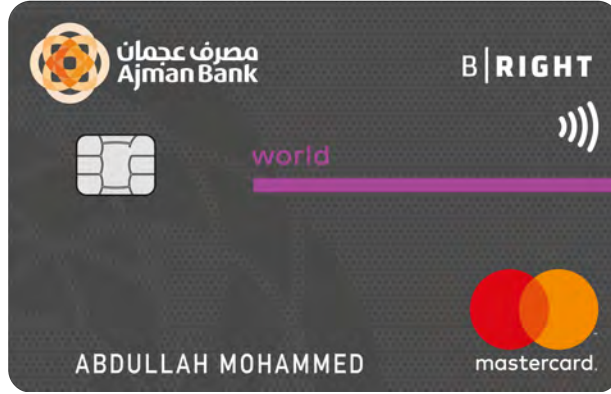 مصرف عجمان
Ajman Bank
B|RIGHT
world
ABDULLAH MOHAMMED
mastercard.